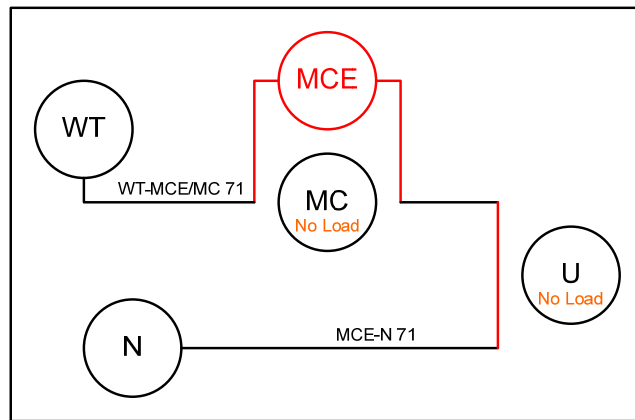 MCE
WT
WT-MCE/MC 71
MC
No Load
U
No Load
N
MCE-N 71